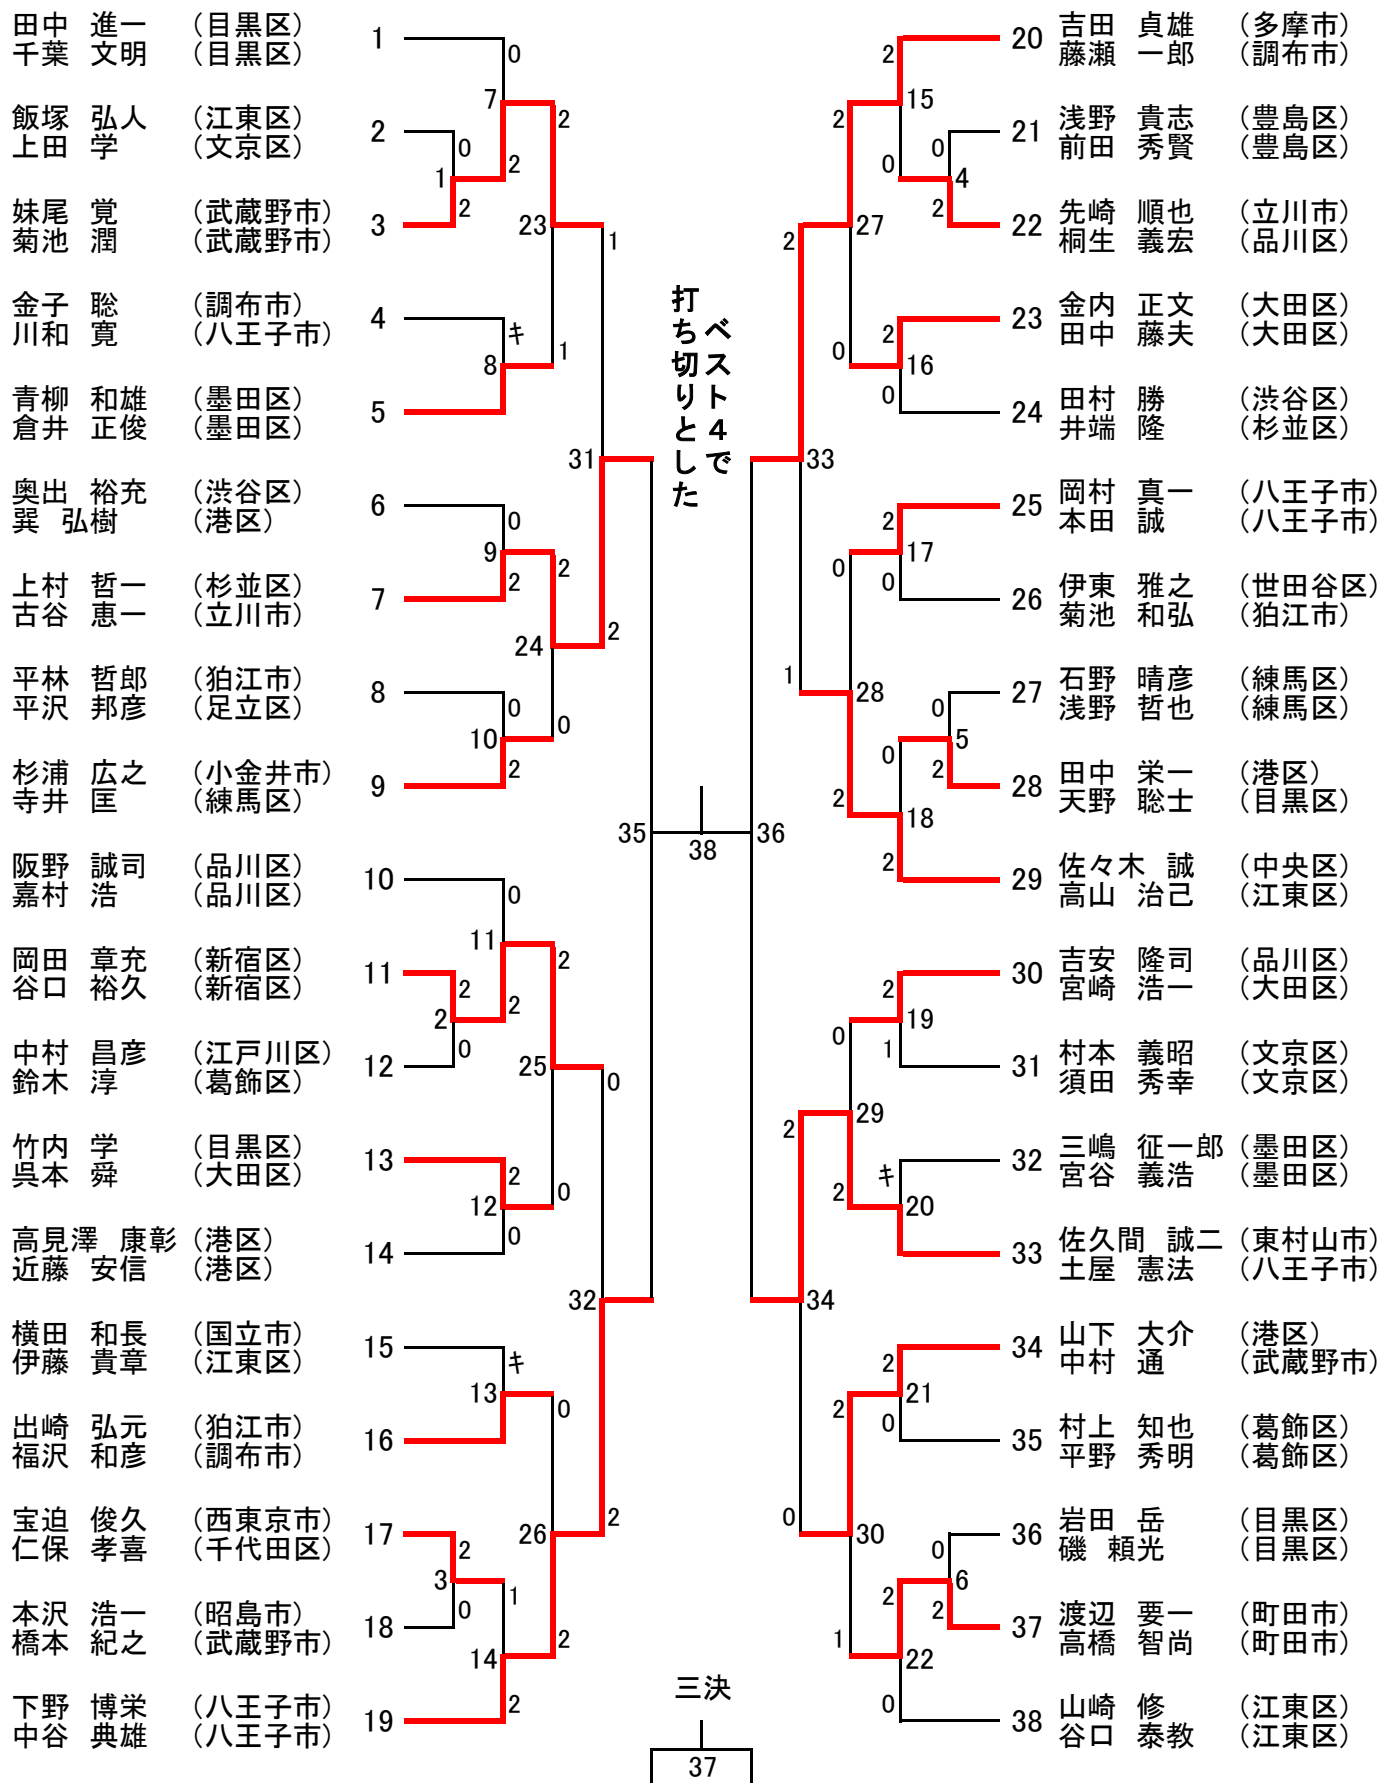 田中 進一 (目黒区)
千葉 文明 (目黒区)
1
飯塚 弘人 (江東区)
上田 学 (文京区)
2
妹尾 覚 (武蔵野市)
菊池 潤 (武蔵野市)
3
金子 聡 (調布市)
川和 寛 (八王子市)
4
青柳 和雄 (墨田区)
倉井 正俊 (墨田区)
5
奥出 裕充 (渋谷区)
巽 弘樹 (港区)
6
上村 哲一 (杉並区)
古谷 恵一 (立川市)
7
平林 哲郎 (狛江市)
平沢 邦彦 (足立区)
8
杉浦 広之 (小金井市)
寺井 匡 (練馬区)
9
阪野 誠司 (品川区)
嘉村 浩 (品川区)
10
岡田 章充 (新宿区)
谷口 裕久 (新宿区)
11
中村 昌彦 (江戸川区)
鈴木 淳 (葛飾区)
12
竹内 学 (目黒区)
呉本 舜 (大田区)
13
高見澤 康彰 (港区)
近藤 安信 (港区)
14
横田 和長 (国立市)
伊藤 貴章 (江東区)
15
出崎 弘元 (狛江市)
福沢 和彦 (調布市)
16
宝迫 俊久 (西東京市)
仁保 孝喜 (千代田区)
17
本沢 浩一 (昭島市)
橋本 紀之 (武蔵野市)
18
下野 博栄 (八王子市)
中谷 典雄 (八王子市)
19
0
7
2
0
1
2
2
23
1
キ
8
1
31
0
9
2
2
24
2
0
10
2
0
35
0
11
2
2
2
2
0
25
0
2
12
0
0
32
キ
13
0
26
2
2
3
0
1
14
2
2
ベスト4で
打ち切りとした
38
三決
37
20
吉田 貞雄 (多摩市)
藤瀬 一郎 (調布市)
21
浅野 貴志 (豊島区)
前田 秀賢 (豊島区)
22
先崎 順也 (立川市)
桐生 義宏 (品川区)
23
金内 正文 (大田区)
田中 藤夫 (大田区)
24
田村 勝 (渋谷区)
井端 隆 (杉並区)
25
岡村 真一 (八王子市)
本田 誠 (八王子市)
26
伊東 雅之 (世田谷区)
菊池 和弘 (狛江市)
27
石野 晴彦 (練馬区)
浅野 哲也 (練馬区)
28
田中 栄一 (港区)
天野 聡士 (目黒区)
29
佐々木 誠 (中央区)
高山 治己 (江東区)
30
吉安 隆司 (品川区)
宮崎 浩一 (大田区)
31
村本 義昭 (文京区)
須田 秀幸 (文京区)
32
三嶋 征一郎 (墨田区)
宮谷 義浩 (墨田区)
33
佐久間 誠二 (東村山市)
土屋 憲法 (八王子市)
34
山下 大介 (港区)
中村 通 (武蔵野市)
35
村上 知也 (葛飾区)
平野 秀明 (葛飾区)
36
岩田 岳 (目黒区)
磯 頼光 (目黒区)
37
渡辺 要一 (町田市)
高橋 智尚 (町田市)
38
山崎 修 (江東区)
谷口 泰教 (江東区)
2
15
2
0
0
4
2
27
2
2
0
16
0
33
2
17
0
0
1
28
0
5
0
2
2
18
2
36
2
19
0
1
29
2
キ
2
20
34
2
21
2
0
0
30
0
6
2
2
1
22
0